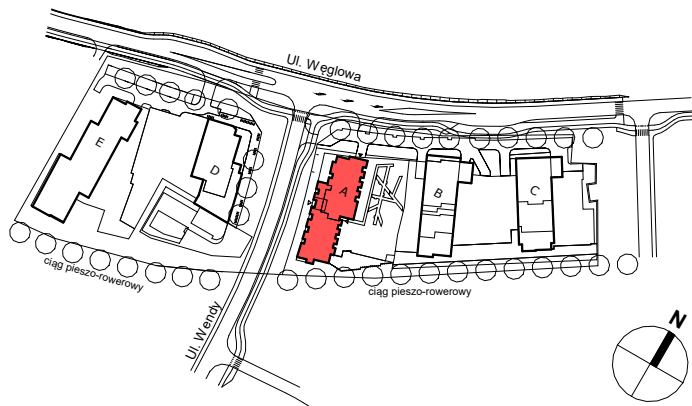 Ul. Węglowa
E
D
A
B
C
ciąg pieszo-rowerowy
ciąg pieszo-rowerowy
Ul. Wendy
N